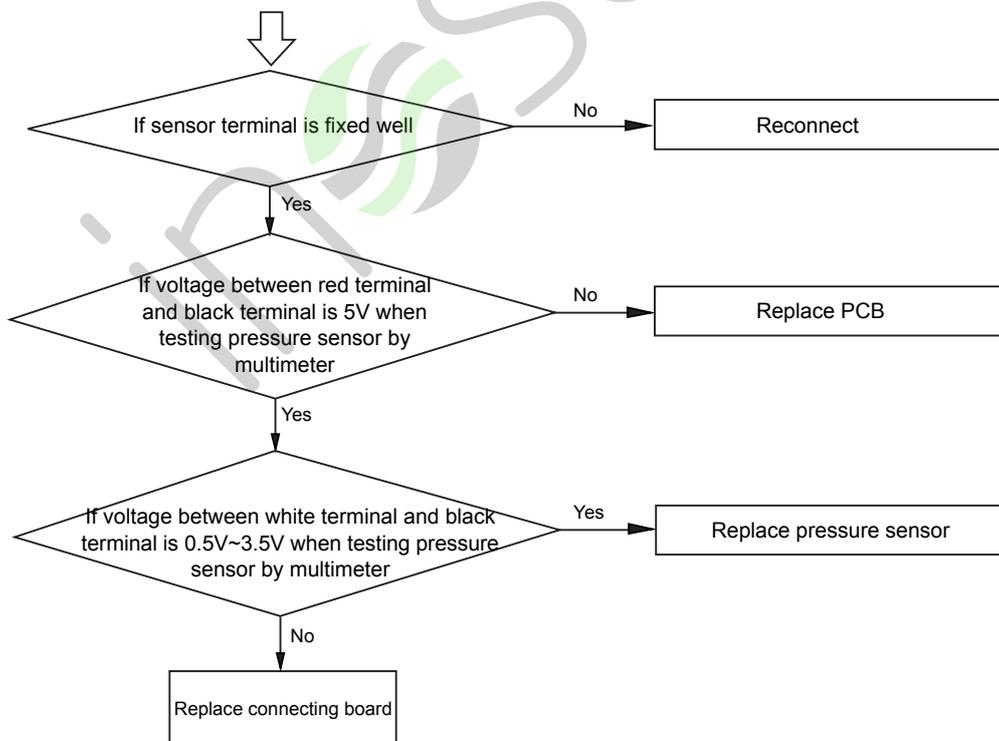 If sensor terminal is fixed well
No
Reconnect
Yes
If voltage between red terminal
and black terminal is 5V when
testing pressure sensor by
multimeter
No
Replace PCB
Yes
If voltage between white terminal and black
terminal is 0.5V~3.5V when testing pressure
sensor by multimeter
Yes
Replace pressure sensor
No
Replace connecting board